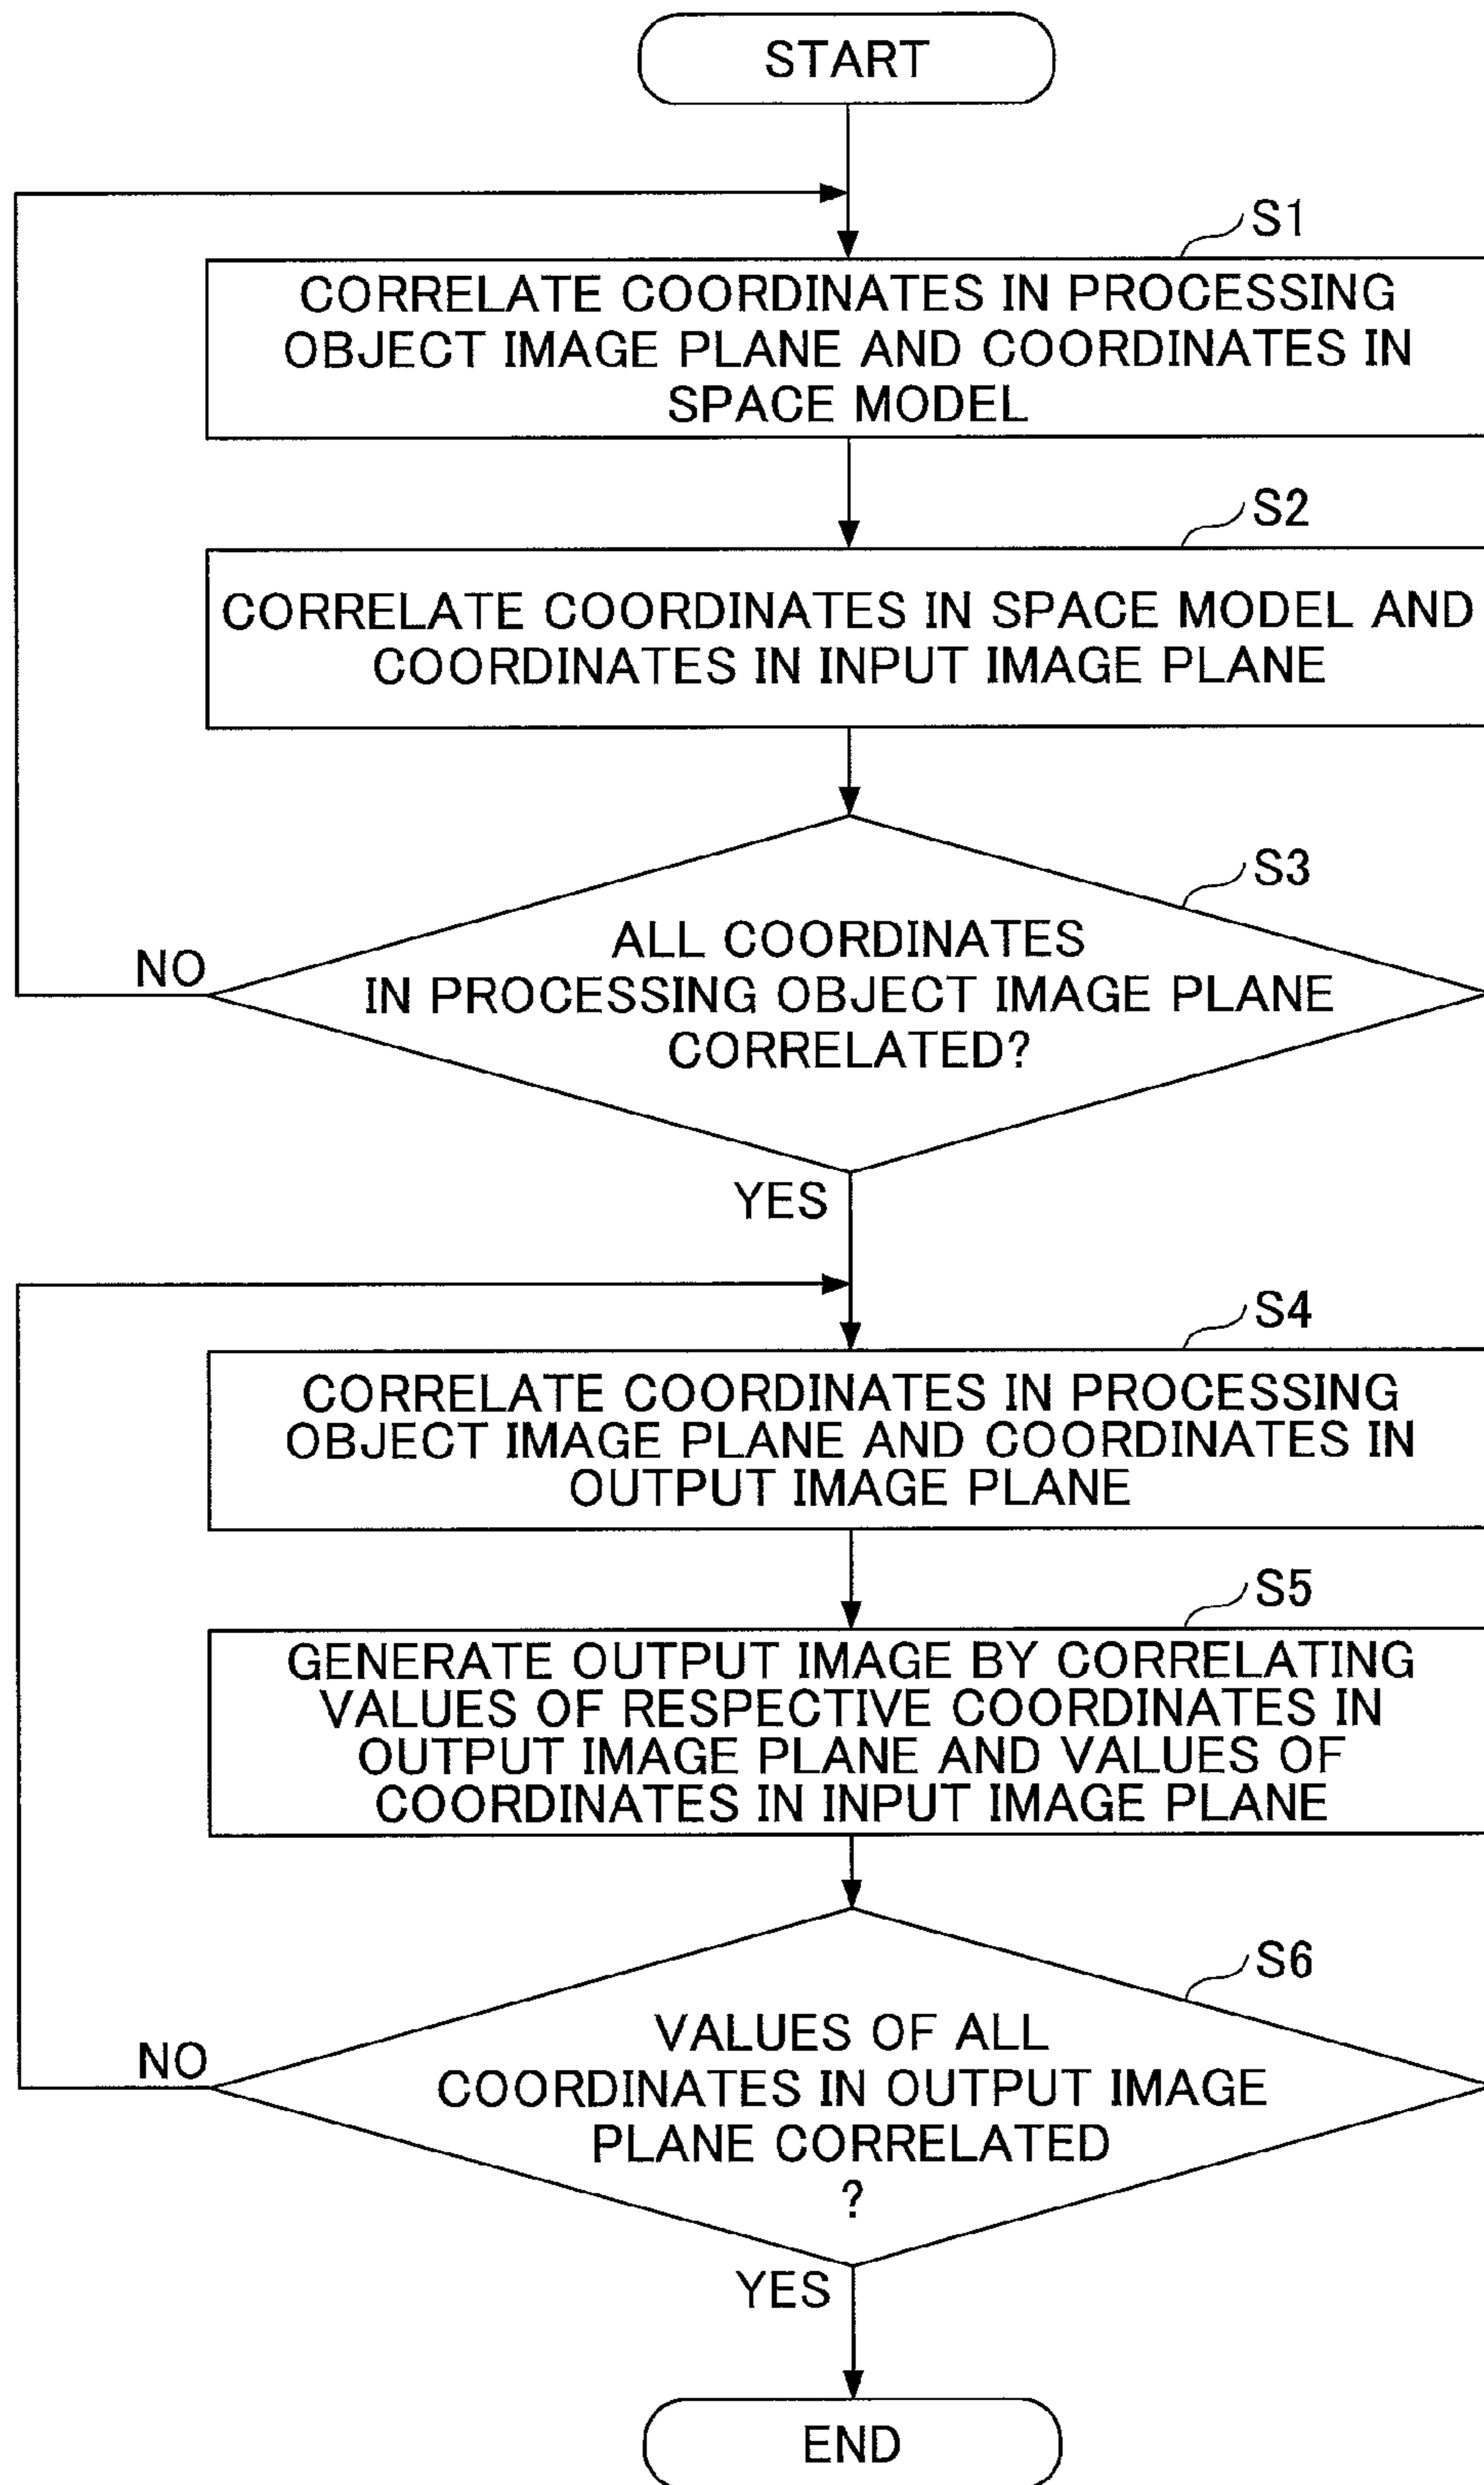 START
S1
CORRELATE COORDINATES IN PROCESSING
OBJECT IMAGE PLANE AND COORDINATES IN
SPACE MODEL
S2
CORRELATE COORDINATES IN SPACE MODEL AND
COORDINATES IN INPUT IMAGE PLANE
S3
ALL COORDINATES
IN PROCESSING OBJECT IMAGE PLANE
CORRELATED?
NO
YES
S4
CORRELATE COORDINATES IN PROCESSING
OBJECT IMAGE PLANE AND COORDINATES IN
OUTPUT IMAGE PLANE
S5
GENERATE OUTPUT IMAGE BY CORRELATING
VALUES OF RESPECTIVE COORDINATES IN
OUTPUT IMAGE PLANE AND VALUES OF
COORDINATES IN INPUT IMAGE PLANE
S6
VALUES OF ALL
COORDINATES IN OUTPUT IMAGE
PLANE CORRELATED
?
NO
YES
END